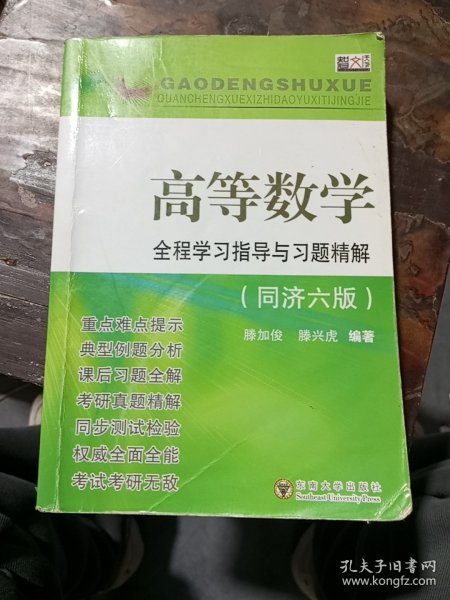 GAODENGSHUXUE
QUANCHENGXUEXIZHIDAOYUXITIJINGJIE
高等数学
全程学习指导与习题精解
（同济六版）
滕加俊 滕兴虎 编著
重点难点提示
典型例题分析
课后习题全解
考研真题精解
同步测试检验
权威全面全能
考试考研无敌
东南大学出版社
Southeast University Press
孔夫子旧书网
www.kongfz.com